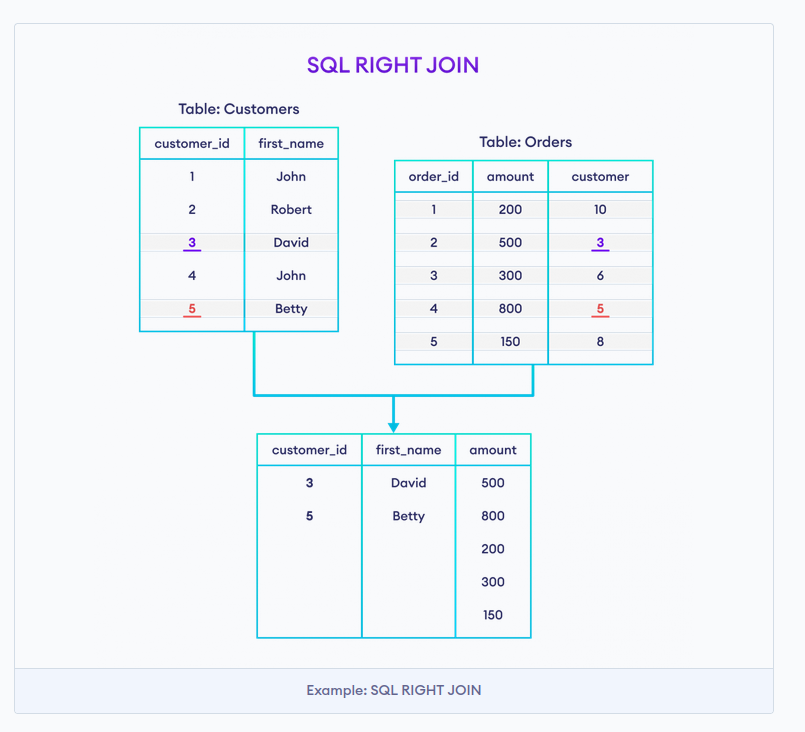 SQL RIGHT JOIN
Table: Customers
customer_id first_name
1 John
2 Robert
3 David
4 John
5 Betty
Table: Orders
order_id amount customer
1 200 10
2 500 3
3 300 6
4 800 5
5 150 8
customer_id first_name amount
3 David 500
5 Betty 800
200
300
150
Example: SQL RIGHT JOIN